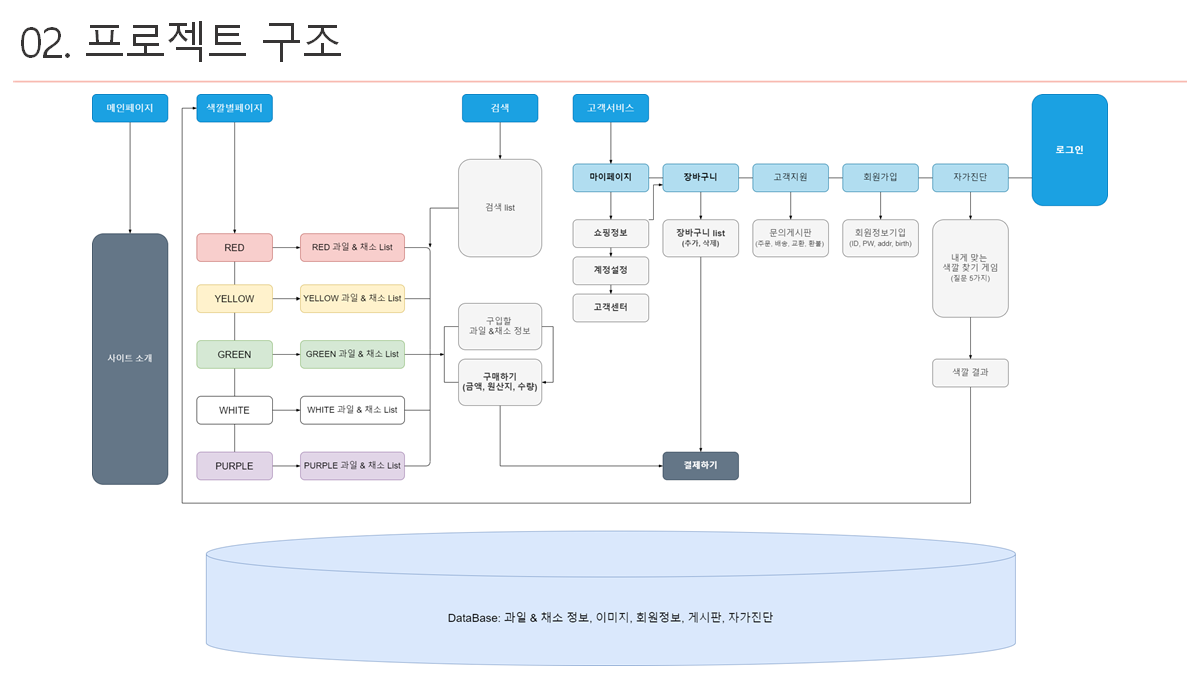 02. 프로젝트 구조
메인페이지
색깔별페이지
검색
고객서비스
로그인
마이페이지
장바구니
고객지원
회원가입
자가진단
검색 list
쇼핑정보
장바구니 list
(추가, 삭제)
문의게시판
(주문, 배송, 교환, 환불)
회원정보기입
(ID, PW, addr, birth)
내게 맞는
색깔 찾기 게임
(질문 5가지)
RED
RED 과일 & 채소 List
계정설정
YELLOW
YELLOW 과일 & 채소 List
고객센터
구입할
과일 &채소 정보
사이트 소개
GREEN
GREEN 과일 & 채소 List
구매하기
(금액, 원산지, 수량)
색깔 결과
WHITE
WHITE 과일 & 채소 List
PURPLE
PURPLE 과일 & 채소 List
결제하기
DataBase: 과일 & 채소 정보, 이미지, 회원정보, 게시판, 자가진단